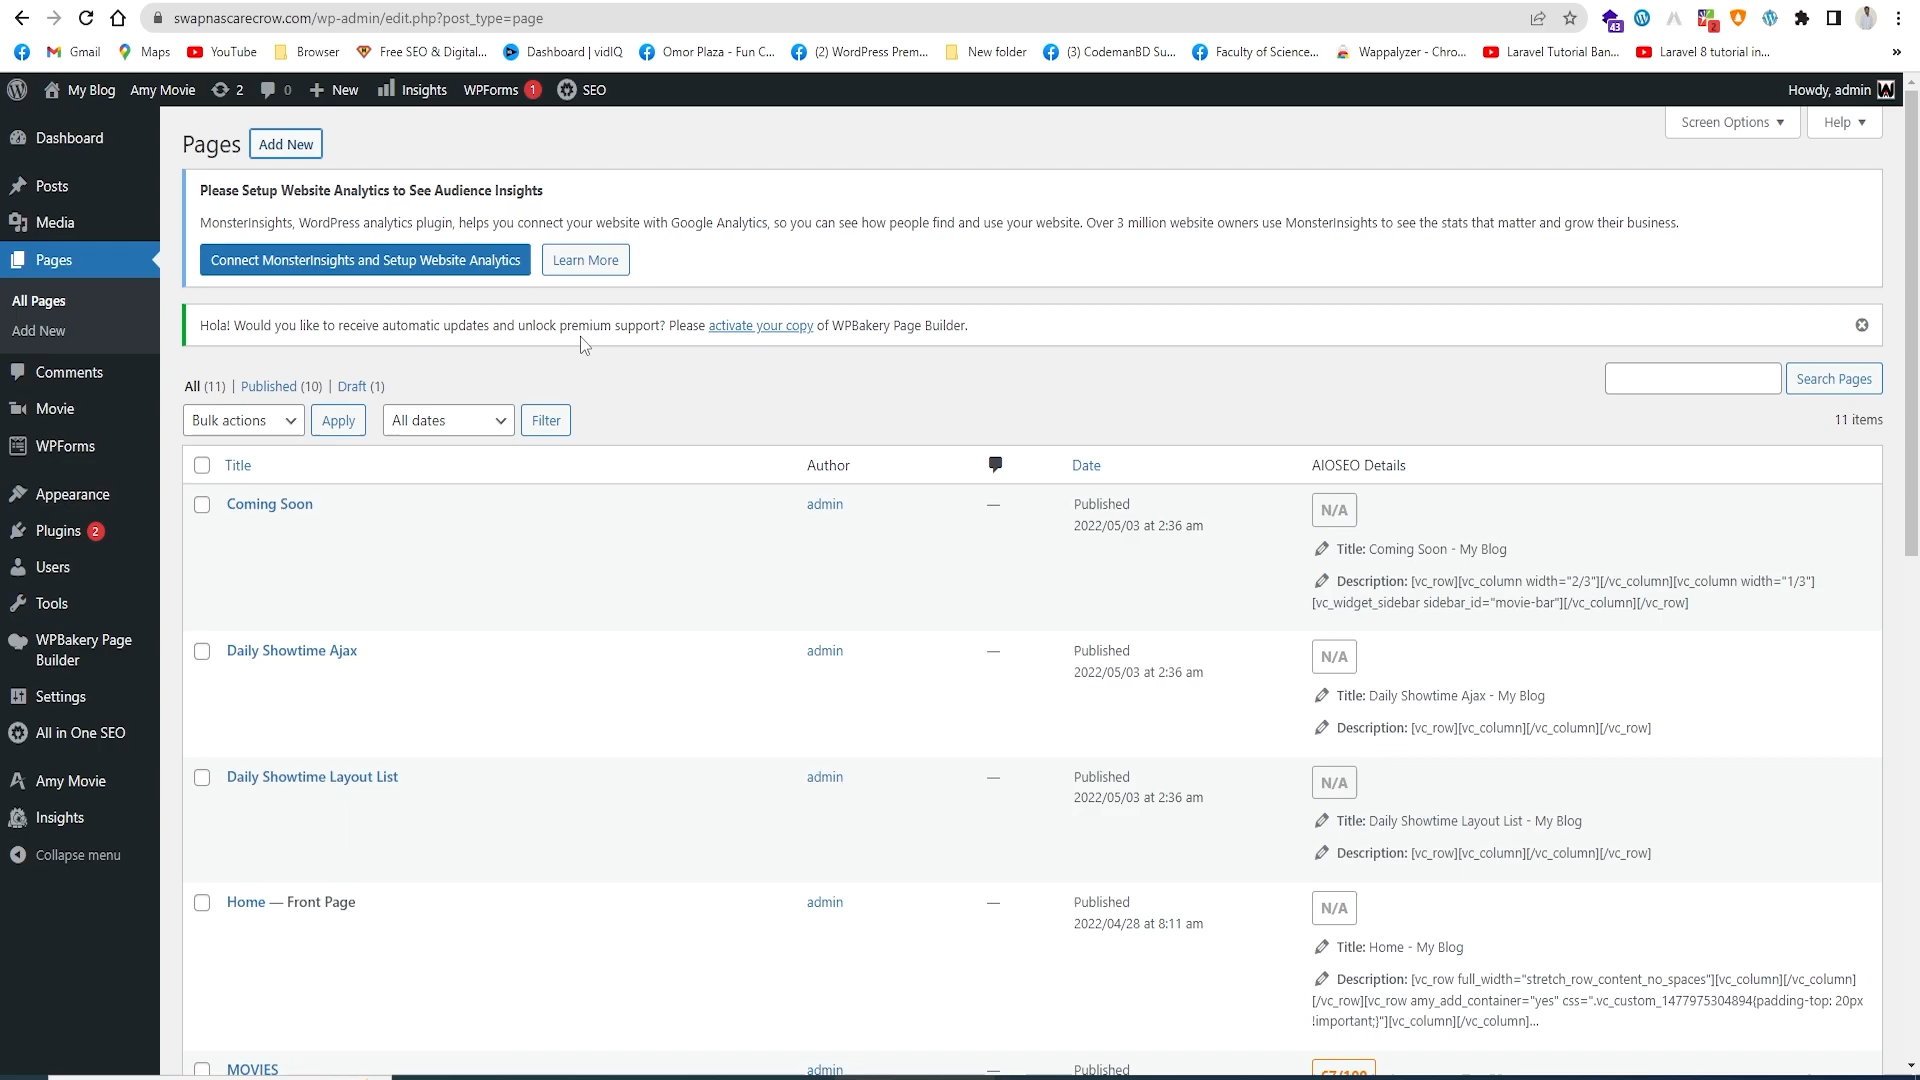 swapnascarecrow.com/wp-admin/edit.php?post_type=page
43
2
Gmail
Maps
YouTube
Browser
Free SEO & Digital...
Dashboard | vidIQ
Omor Plaza - Fun C...
(2) WordPress Prem...
New folder
(3) CodemanBD Su...
Faculty of Science...
Wappalyzer - Chro...
Laravel Tutorial Ban...
Laravel 8 tutorial in...
»
My Blog
Amy Movie
2
0
New
Insights
WPForms 1
SEO
Howdy, admin
Dashboard
Posts
Media
Pages
All Pages
Add New
Comments
Movie
WPForms
Appearance
Plugins 2
Users
Tools
WPBakery Page
Builder
Settings
All in One SEO
Amy Movie
Insights
Collapse menu
Screen Options
Help
Pages
Add New
Please Setup Website Analytics to See Audience Insights
MonsterInsights, WordPress analytics plugin, helps you connect your website with Google Analytics, so you can see how people find and use your website. Over 3 million website owners use MonsterInsights to see the stats that matter and grow their business.
Connect MonsterInsights and Setup Website Analytics
Learn More
Hola! Would you like to receive automatic updates and unlock premium support? Please activate your copy of WPBakery Page Builder.
All (11) | Published (10) | Draft (1)
Search Pages
Bulk actions
Apply
All dates
Filter
11 items
Title
Author
Date
AIOSEO Details
Coming Soon
admin
—
Published
2022/05/03 at 2:36 am
N/A
Title: Coming Soon - My Blog
Description: [vc_row][vc_column width="2/3"][/vc_column][vc_column width="1/3"]
[vc_widget_sidebar sidebar_id="movie-bar"][/vc_column][/vc_row]
Daily Showtime Ajax
admin
—
Published
2022/05/03 at 2:36 am
N/A
Title: Daily Showtime Ajax - My Blog
Description: [vc_row][vc_column][/vc_column][/vc_row]
Daily Showtime Layout List
admin
—
Published
2022/05/03 at 2:36 am
N/A
Title: Daily Showtime Layout List - My Blog
Description: [vc_row][vc_column][/vc_column][/vc_row]
Home — Front Page
admin
—
Published
2022/04/28 at 8:11 am
N/A
Title: Home - My Blog
Description: [vc_row full_width="stretch_row_content_no_spaces"][vc_column][/vc_column]
[/vc_row][vc_row amy_add_container="yes" css=".vc_custom_1477975304894{padding-top: 20px
!important;}"][vc_column][/vc_column]...
MOVIES
admin
—
Published
67/100